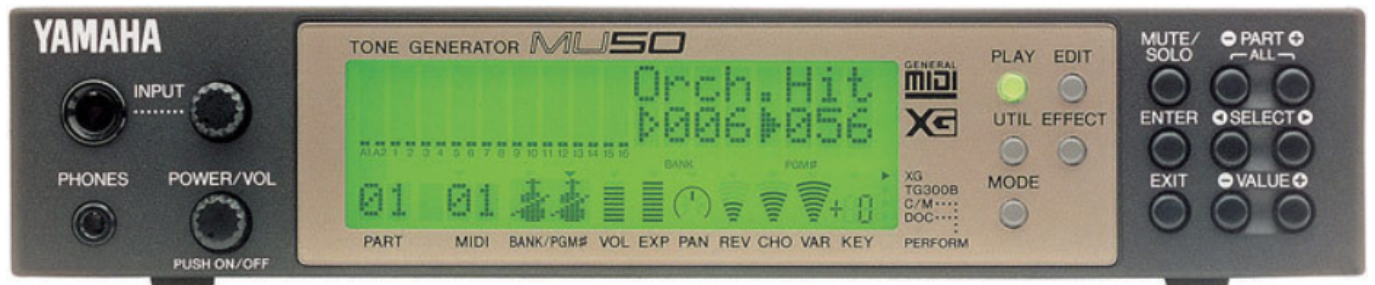 YAMAHA
INPUT
PHONES
POWER/VOL
PUSH ON/OFF
TONE GENERATOR MU50
Orch.Hit
006 056
A1 A2 1 2 3 4 5 6 7 8 9 10 11 12 13 14 15 16
BANK PGM#
01 01 + 0
PART MIDI BANK/PGM# VOL EXP PAN REV CHO VAR KEY
GENERAL
MIDI
XG
XG
TG300B
C/M
DOC
PERFORM
PLAY EDIT
UTIL EFFECT
MODE
MUTE/
SOLO
PART
ALL
ENTER
SELECT
EXIT
VALUE